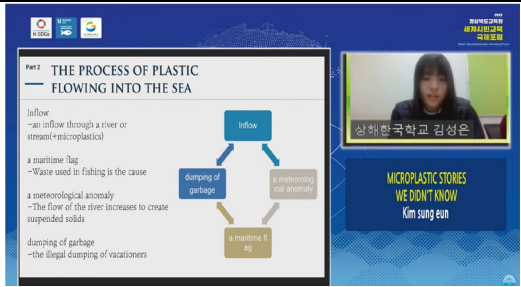 N-SDGs
2022
경상북도교육청
세계시민교육
국제포럼
Part 2
THE PROCESS OF PLASTIC
FLOWING INTO THE SEA
Inflow
-an inflow through a river or
stream(+microplastics)
a maritime flag
-Waste used in fishing is the cause
a meteorological anomaly
-The flow of the river increases to create
suspended solids
dumping of garbage
-the illegal dumping of vacationers
Inflow
dumping of
garbage
a meteorolog
ical anomaly
a maritime fl
ag
상해한국학교 김성은
MICROPLASTIC STORIES
WE DIDN'T KNOW
Kim sung eun